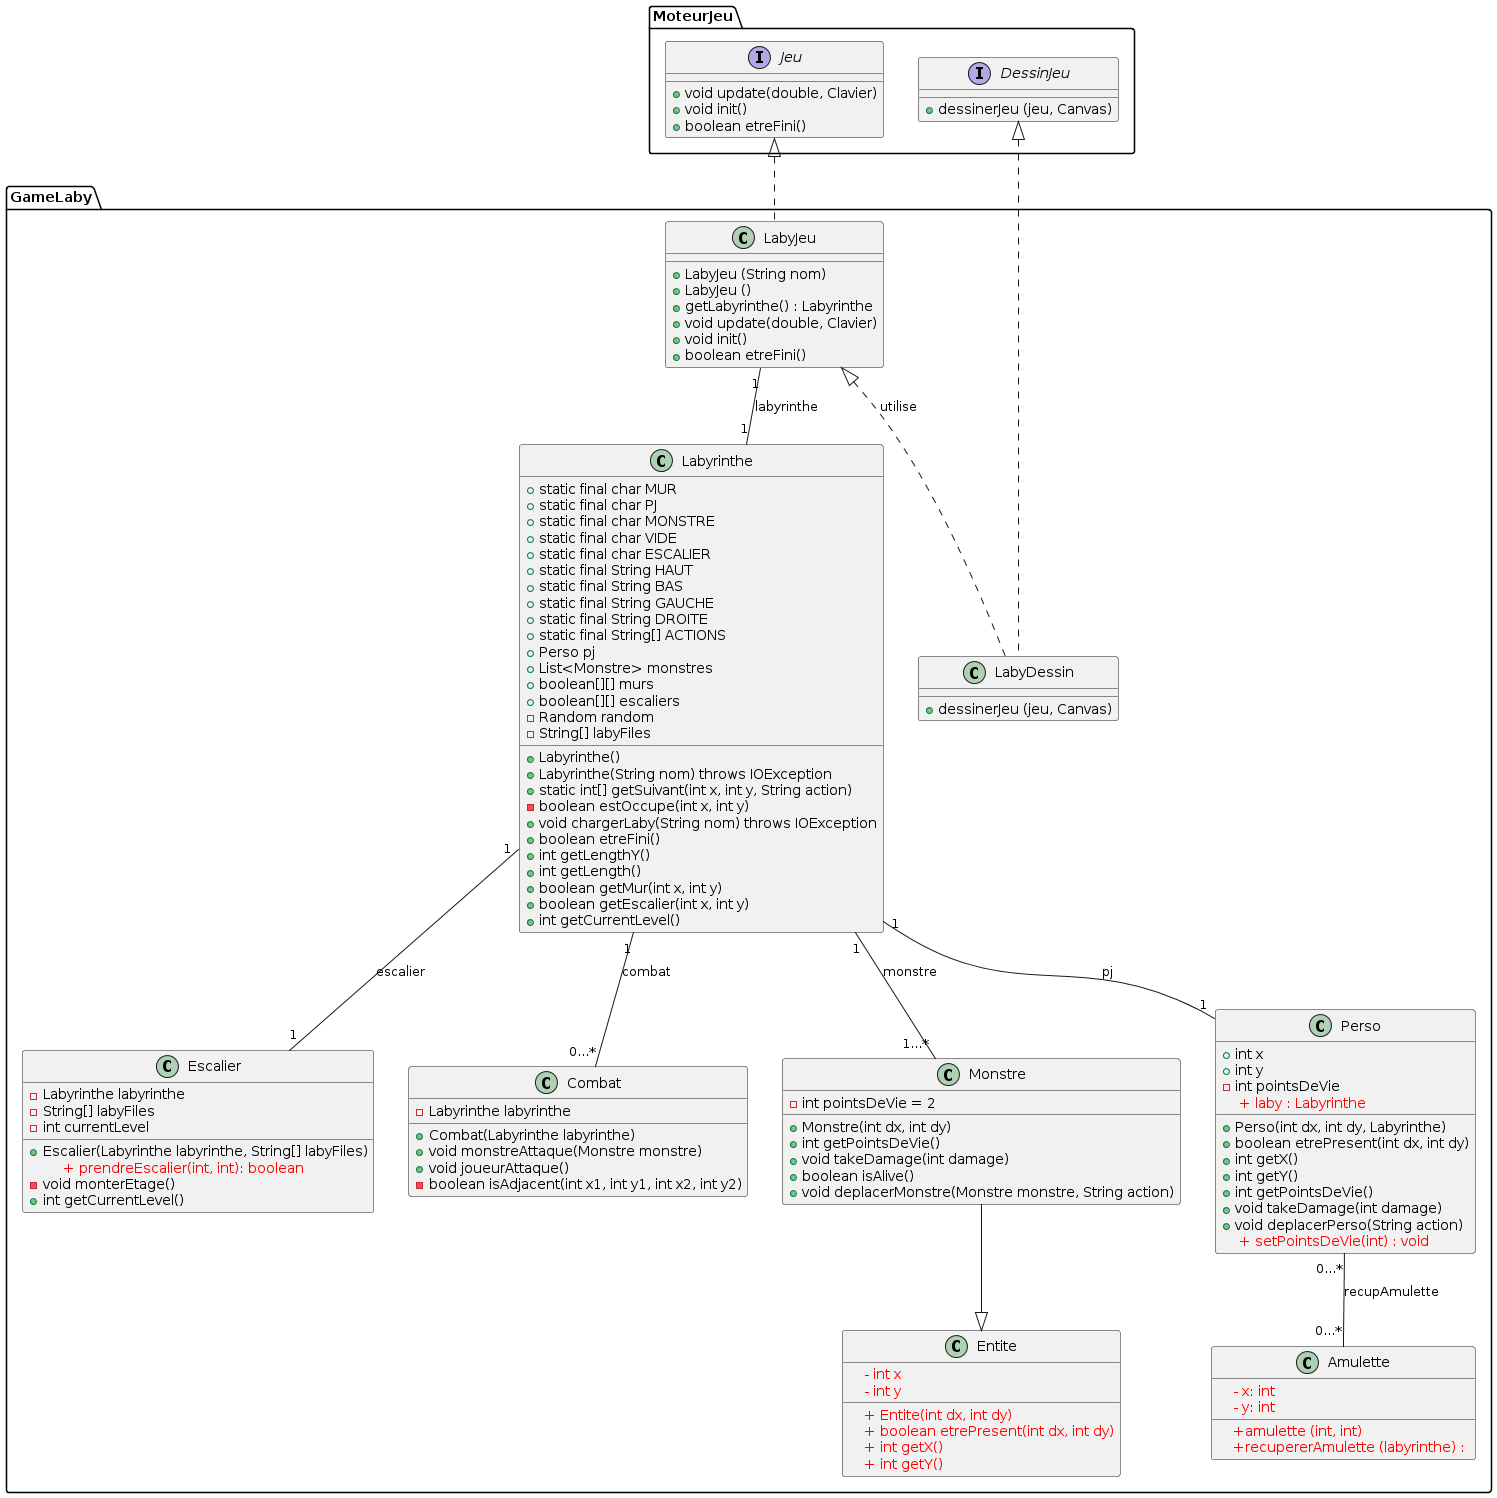 MoteurJeu
I Jeu
void update(double, Clavier)
void init()
boolean etreFini()
I DessinJeu
dessinerJeu (jeu, Canvas)
GameLaby
C LabyJeu
LabyJeu (String nom)
LabyJeu ()
getLabyrinthe() : Labyrinthe
void update(double, Clavier)
void init()
boolean etreFini()
1
labyrinthe
1
utilise
C Labyrinthe
static final char MUR
static final char PJ
static final char MONSTRE
static final char VIDE
static final char ESCALIER
static final String HAUT
static final String BAS
static final String GAUCHE
static final String DROITE
static final String[] ACTIONS
Perso pj
List<Monstre> monstres
boolean[][] murs
boolean[][] escaliers
Random random
String[] labyFiles
Labyrinthe()
Labyrinthe(String nom) throws IOException
static int[] getSuivant(int x, int y, String action)
boolean estOccupe(int x, int y)
void chargerLaby(String nom) throws IOException
boolean etreFini()
int getLengthY()
int getLength()
boolean getMur(int x, int y)
boolean getEscalier(int x, int y)
int getCurrentLevel()
C LabyDessin
dessinerJeu (jeu, Canvas)
1
escalier
1
1
combat
0...*
1
monstre
1...*
1
pj
1
C Escalier
Labyrinthe labyrinthe
String[] labyFiles
int currentLevel
Escalier(Labyrinthe labyrinthe, String[] labyFiles)
+ prendreEscalier(int, int): boolean
void monterEtage()
int getCurrentLevel()
C Combat
Labyrinthe labyrinthe
Combat(Labyrinthe labyrinthe)
void monstreAttaque(Monstre monstre)
void joueurAttaque()
boolean isAdjacent(int x1, int y1, int x2, int y2)
C Monstre
int pointsDeVie = 2
Monstre(int dx, int dy)
int getPointsDeVie()
void takeDamage(int damage)
boolean isAlive()
void deplacerMonstre(Monstre monstre, String action)
C Perso
int x
int y
int pointsDeVie
+ laby : Labyrinthe
Perso(int dx, int dy, Labyrinthe)
boolean etrePresent(int dx, int dy)
int getX()
int getY()
int getPointsDeVie()
void takeDamage(int damage)
void deplacerPerso(String action)
+ setPointsDeVie(int) : void
0...*
recupAmulette
0...*
C Entite
- int x
- int y
+ Entite(int dx, int dy)
+ boolean etrePresent(int dx, int dy)
+ int getX()
+ int getY()
C Amulette
- x: int
- y: int
+amulette (int, int)
+recupererAmulette (labyrinthe) :